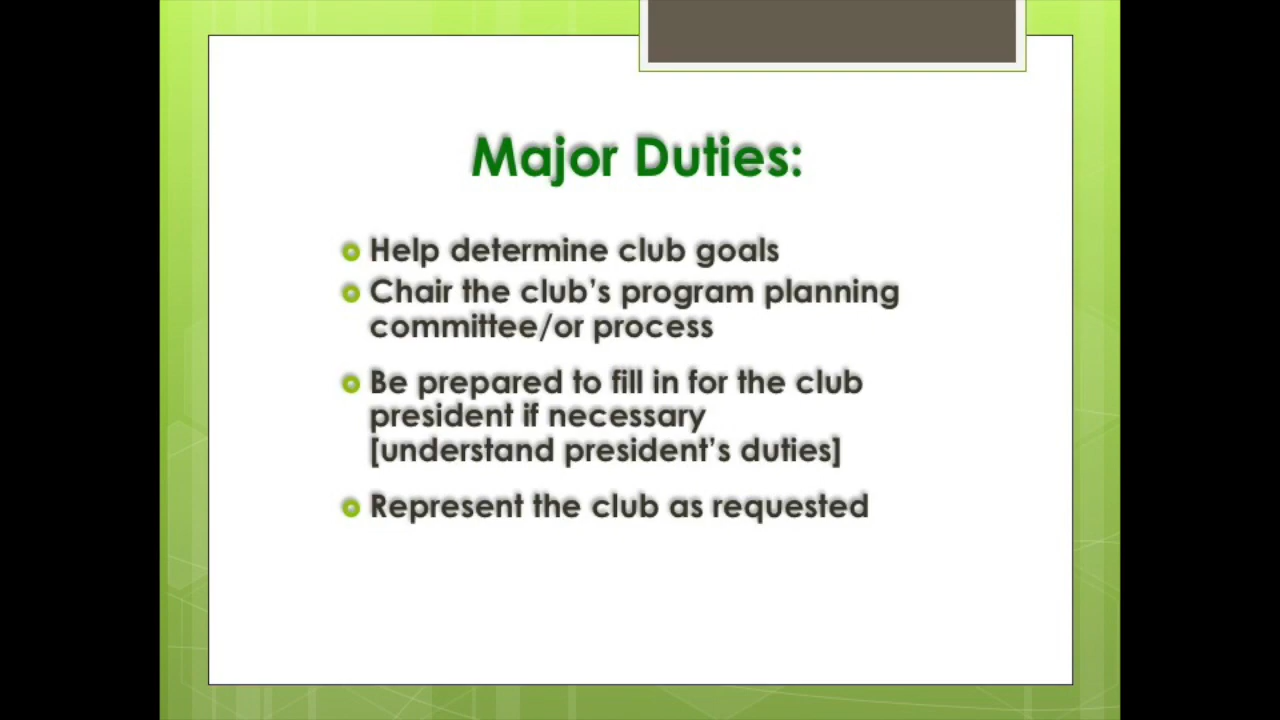 Major Duties:
Help determine club goals
Chair the club's program planning
committee/or process
Be prepared to fill in for the club
president if necessary
[understand president's duties]
Represent the club as requested